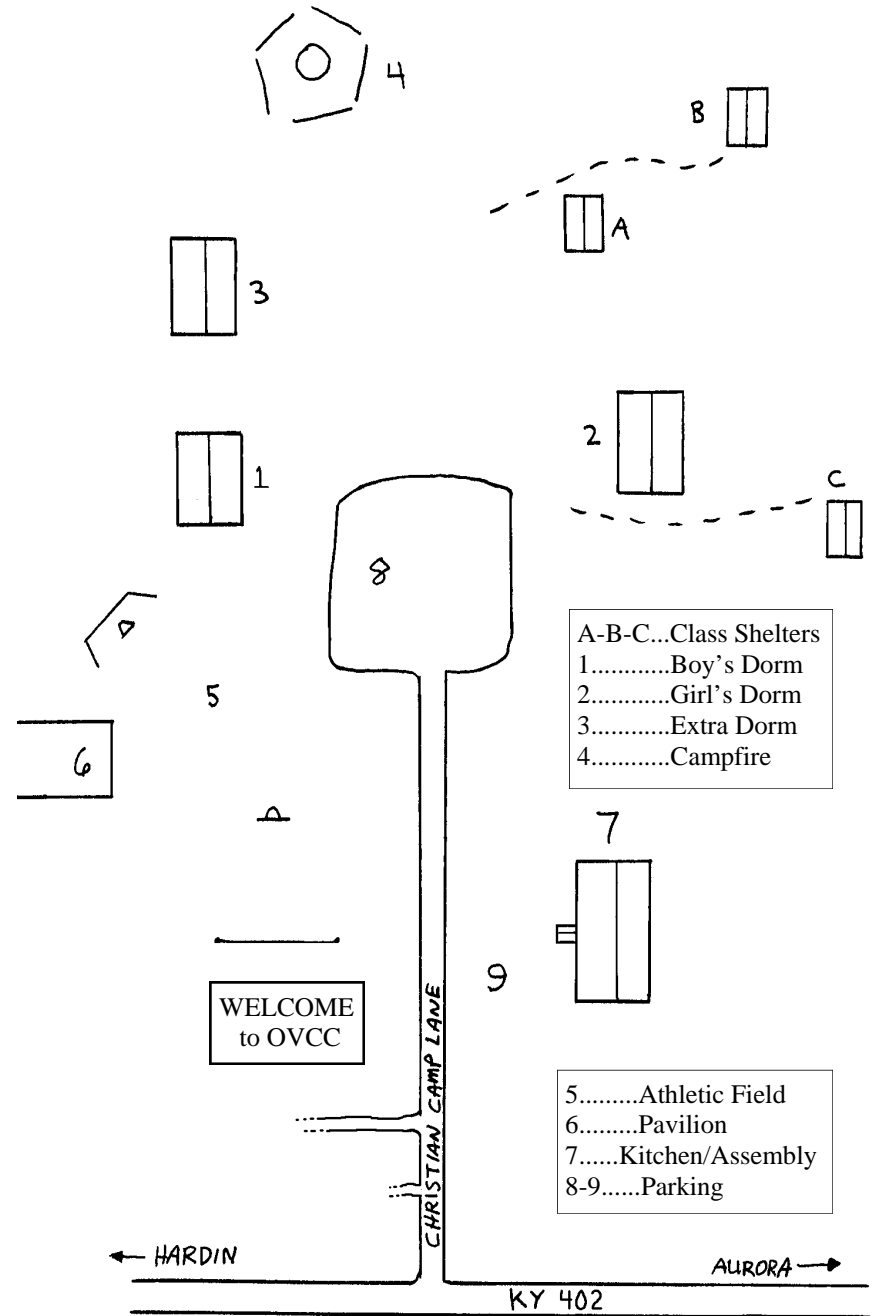 4
B
A
3
2
1
C
8
A-B-C...Class Shelters
1............Boy's Dorm
2............Girl's Dorm
3............Extra Dorm
4............Campfire
5
6
7
9
WELCOME
to OVCC
CHRISTIAN CAMP LANE
5.........Athletic Field
6.........Pavilion
7......Kitchen/Assembly
8-9......Parking
← HARDIN
AURORA →
KY 402